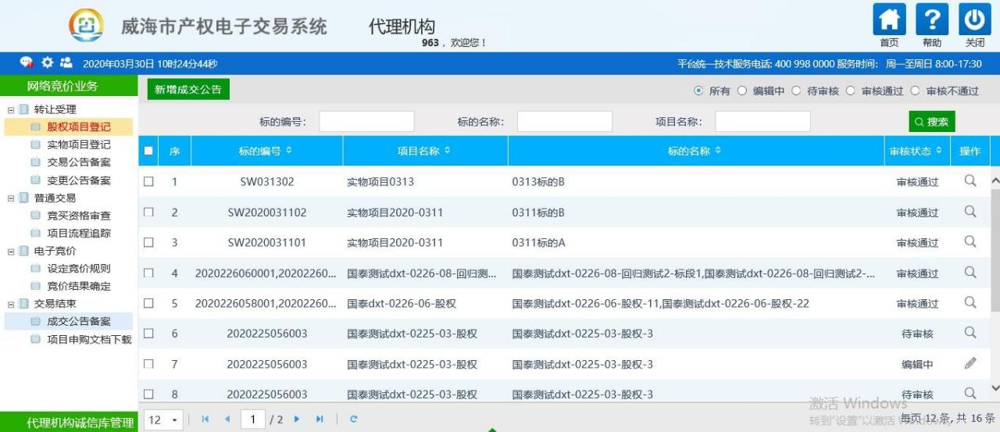 威海市产权电子交易系统
代理机构
963，欢迎您！
首页 帮助 关闭
2020年03月30日 10时24分44秒
平台统一技术服务电话: 400 998 0000 服务时间: 周一至周日 8:00-17:30
网络竞价业务
转让受理
股权项目登记
实物项目登记
交易公告备案
变更公告备案
普通交易
竞买资格审查
项目流程追踪
电子竞价
设定竞价规则
竞价结果确定
交易结束
成交公告备案
项目申购文档下载
代理机构诚信库管理
新增成交公告
所有 编辑中 待审核 审核通过 审核不通过
标的编号: 标的名称: 项目名称: 搜索
序 标的编号 项目名称 标的名称 审核状态 操作
1 SW031302 实物项目0313 0313标的B 审核通过
2 SW2020031102 实物项目2020-0311 0311标的B 审核通过
3 SW2020031101 实物项目2020-0311 0311标的A 审核通过
4 2020226060001,20202260... 国泰测试dxt-0226-08-回归测... 国泰测试dxt-0226-08-回归测试2-标段1,国泰测试dxt-0226-08-回归测试2-... 审核通过
5 2020226058001,20202260... 国泰dxt-0226-06-股权 国泰测试dxt-0226-06-股权-11,国泰测试dxt-0226-06-股权-22 审核通过
6 2020225056003 国泰测试dxt-0225-03-股权 国泰测试dxt-0225-03-股权-3 待审核
7 2020225056003 国泰测试dxt-0225-03-股权 国泰测试dxt-0225-03-股权-3 编辑中
8 2020225056003 国泰测试dxt-0225-03-股权 国泰测试dxt-0225-03-股权-3 待审核
激活 Windows
转到"设置"以激活 Windows。
12 1 / 2 每页 12 条, 共 16 条